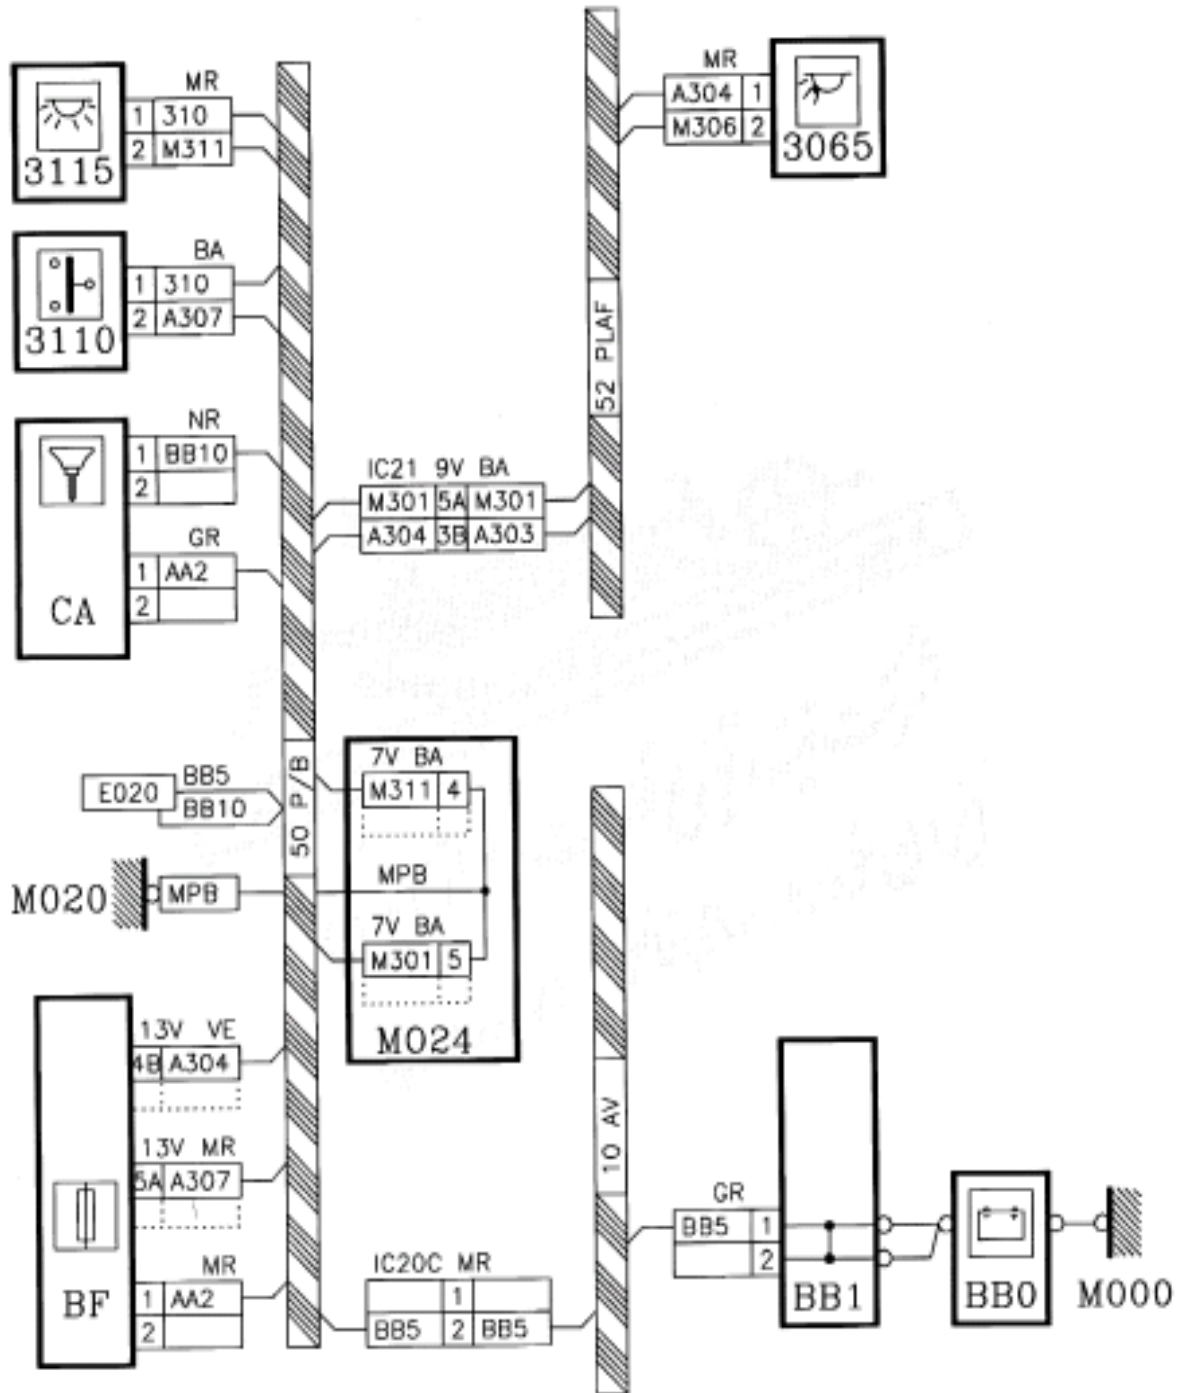 MR
1 310
2 M311
3115
BA
1 310
2 A307
3110
NR
1 BB10
2
GR
1 AA2
2
CA
E020
BB5
BB10
M020
MPB
13V VE
4B A304
13V MR
5A A307
MR
1 AA2
2
BF
50 P/B
MR
A304 1
M306 2
3065
52 PLAF
IC21 9V BA
M301 5A M301
A304 3B A303
7V BA
M311 4
MPB
7V BA
M301 5
M024
10 AV
IC20C MR
1
BB5 2 BB5
GR
BB5 1
2
BB1
BB0
M000